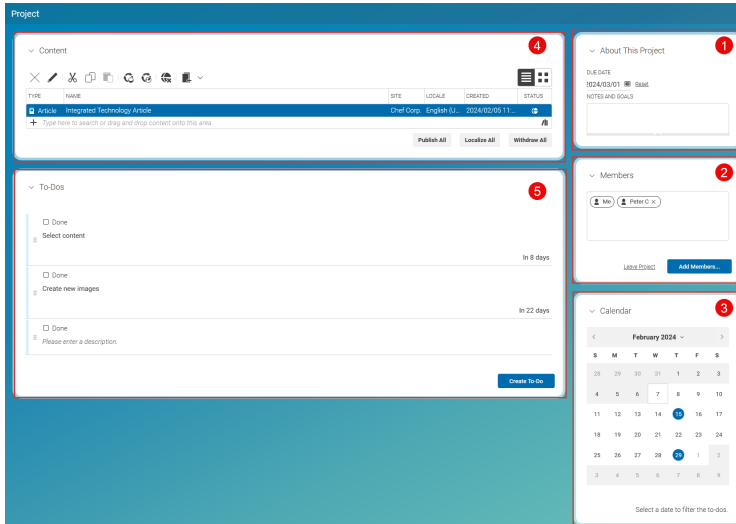 Project
Content
4
TYPE NAME SITE LOCALE CREATED STATUS
Article Integrated Technology Article Chef Corp. English (U... 2024/02/05 11:...
Type here to search or drag and drop content onto this area
Publish All Localize All Withdraw All
To-Dos
5
Done
Select content
In 8 days
Done
Create new images
In 22 days
Done
Please enter a description.
Create To-Do
About This Project
1
DUE DATE
2024/03/01 Reset
NOTES AND GOALS
Members
2
Me Peter C
Leave Project Add Members...
Calendar
3
February 2024
S M T W T F S
28 29 30 31 1 2 3
4 5 6 7 8 9 10
11 12 13 14 15 16 17
18 19 20 21 22 23 24
25 26 27 28 29 1 2
3 4 5 6 7 8 9
Select a date to filter the to-dos.